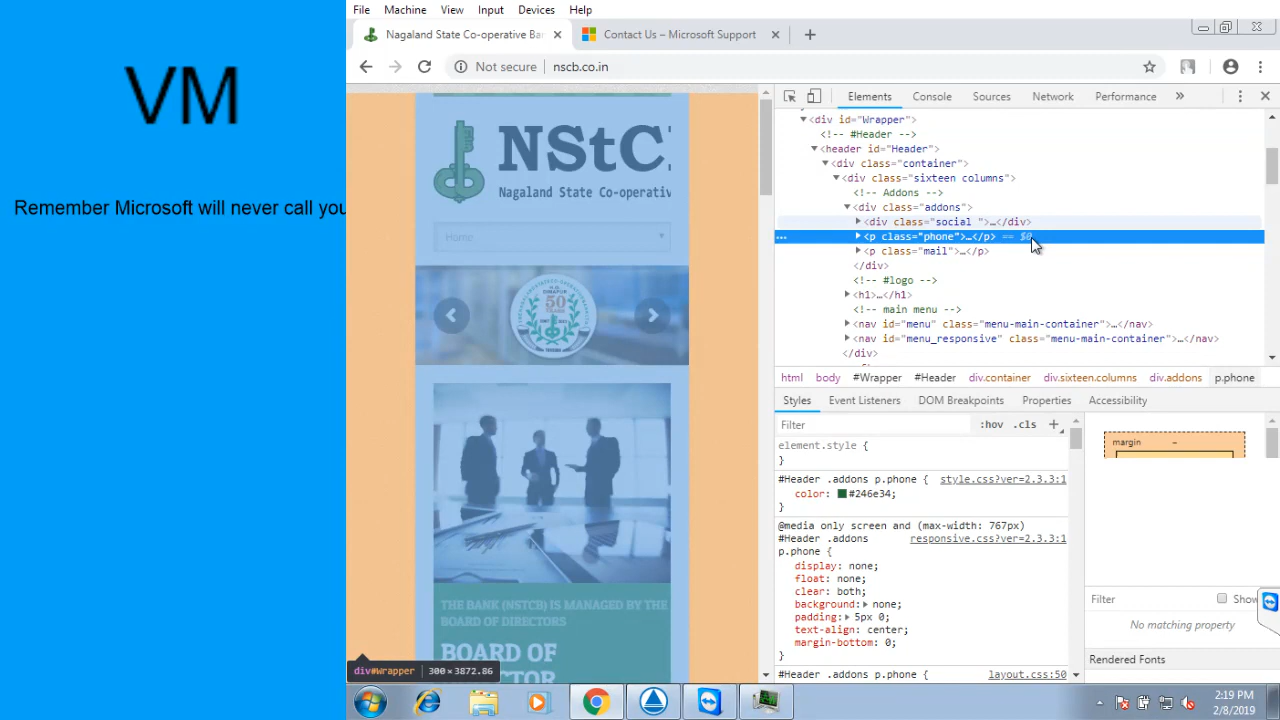 File Machine View Input Devices Help
Nagaland State Co-operative Ba
Contact Us – Microsoft Support
Not secure nscb.co.in
VM
Remember Microsoft will never call you
NStC
Nagaland State Co-operativ
Home
50
YEARS
THE BANK (NSTCB) IS MANAGED BY THE
BOARD OF DIRECTORS
BOARD OF
DIRECTOR
div#Wrapper 300×3872.86
Elements Console Sources Network Performance »
<div id="Wrapper">
<!-- #Header -->
<header id="Header">
<div class="container">
<div class="sixteen columns">
<!-- Addons -->
<div class="addons">
<div class="social ">…</div>
... <p class="phone">…</p> == $0
<p class="mail">…</p>
</div>
<!-- #logo -->
<h1>…</h1>
<!-- main menu -->
<nav id="menu" class="menu-main-container">…</nav>
<nav id="menu_responsive" class="menu-main-container">…</nav>
</div>
html body #Wrapper #Header div.container div.sixteen.columns div.addons p.phone
Styles Event Listeners DOM Breakpoints Properties Accessibility
Filter :hov .cls +
element.style {
}
#Header .addons p.phone { style.css?ver=2.3.3:1
color: #246e34;
}
@media only screen and (max-width: 767px)
#Header .addons responsive.css?ver=2.3.3:1
p.phone {
display: none;
float: none;
clear: both;
background: none;
padding: 5px 0;
text-align: center;
margin-bottom: 0;
}
#Header .addons p.phone { layout.css:50
margin –
Filter Show
No matching property
Rendered Fonts
2:19 PM
2/8/2019